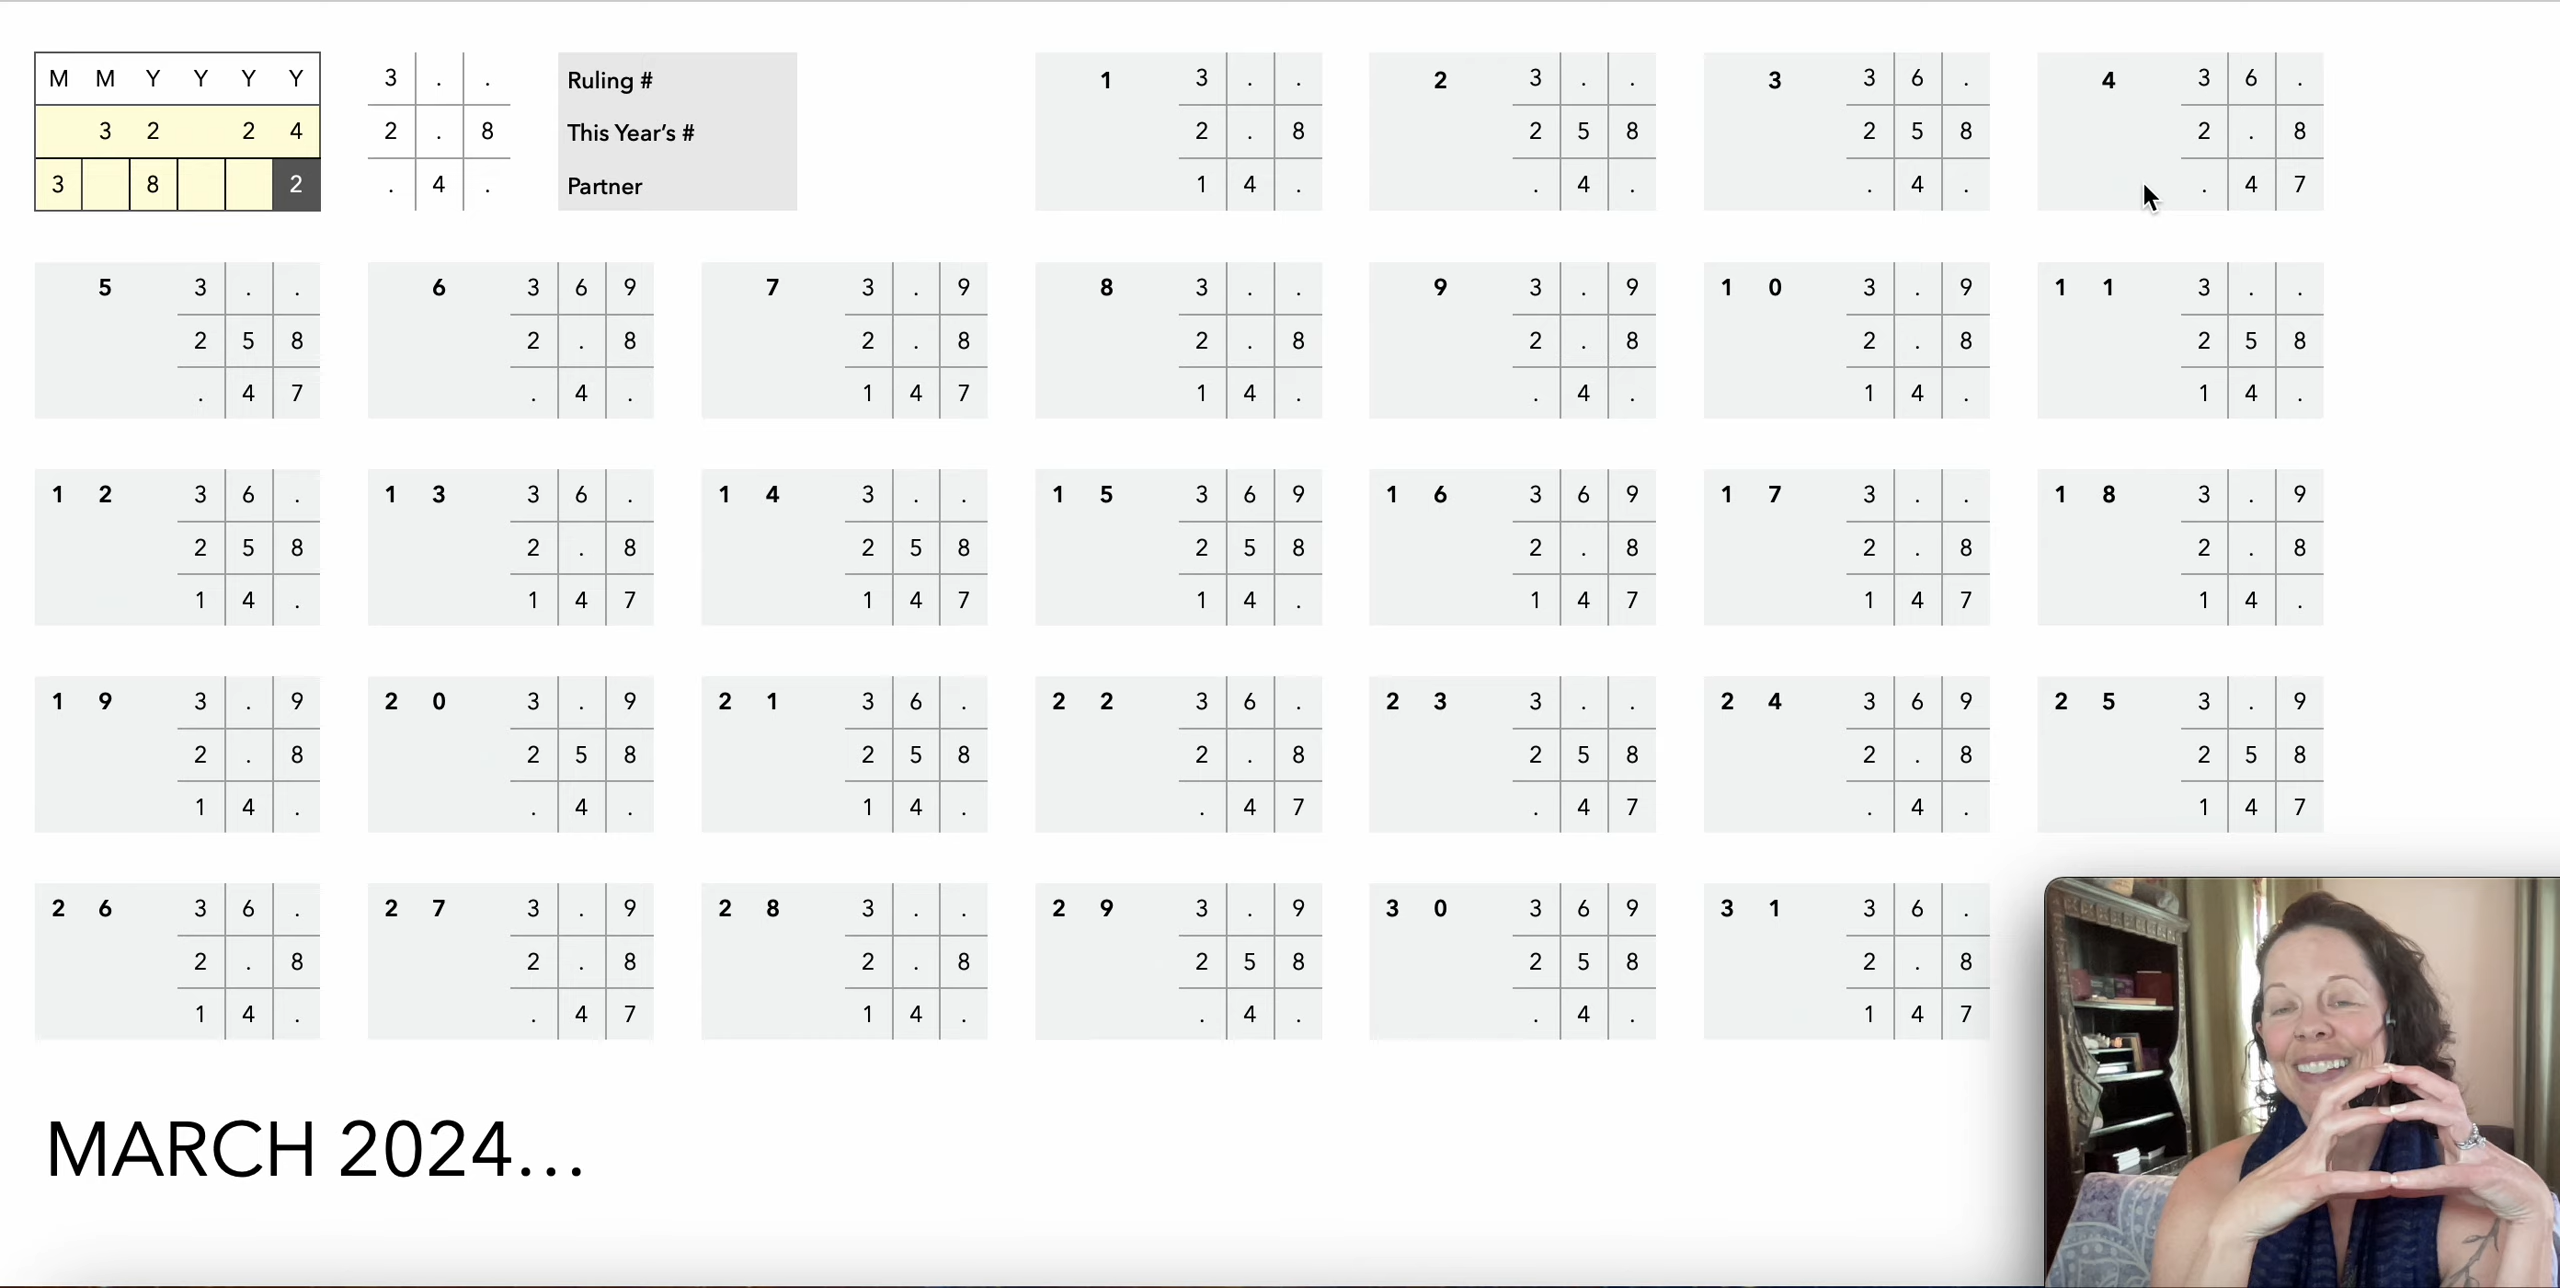 M M Y Y Y Y
3 2 2 4
3 8 2
3 . .
2 . 8
. 4 .
Ruling #
This Year's #
Partner
1 3 . .
2 . 8
1 4 .
2 3 . .
2 5 8
. 4 .
3 3 6 .
2 5 8
. 4 .
4 3 6 .
2 . 8
. 4 7
5 3 . .
2 5 8
. 4 7
6 3 6 9
2 . 8
. 4 .
7 3 . 9
2 . 8
1 4 7
8 3 . .
2 . 8
1 4 .
9 3 . 9
2 . 8
. 4 .
1 0 3 . 9
2 . 8
1 4 .
1 1 3 . .
2 5 8
1 4 .
1 2 3 6 .
2 5 8
1 4 .
1 3 3 6 .
2 . 8
1 4 7
1 4 3 . .
2 5 8
1 4 7
1 5 3 6 9
2 5 8
1 4 .
1 6 3 6 9
2 . 8
1 4 7
1 7 3 . .
2 . 8
1 4 7
1 8 3 . 9
2 . 8
1 4 .
1 9 3 . 9
2 . 8
1 4 .
2 0 3 . 9
2 5 8
. 4 .
2 1 3 6 .
2 5 8
1 4 .
2 2 3 6 .
2 . 8
. 4 7
2 3 3 . .
2 5 8
. 4 7
2 4 3 6 9
2 . 8
. 4 .
2 5 3 . 9
2 5 8
1 4 7
2 6 3 6 .
2 . 8
1 4 .
2 7 3 . 9
2 . 8
. 4 7
2 8 3 . .
2 . 8
1 4 .
2 9 3 . 9
2 5 8
. 4 .
3 0 3 6 9
2 5 8
. 4 .
3 1 3 6 .
2 . 8
1 4 7
MARCH 2024...